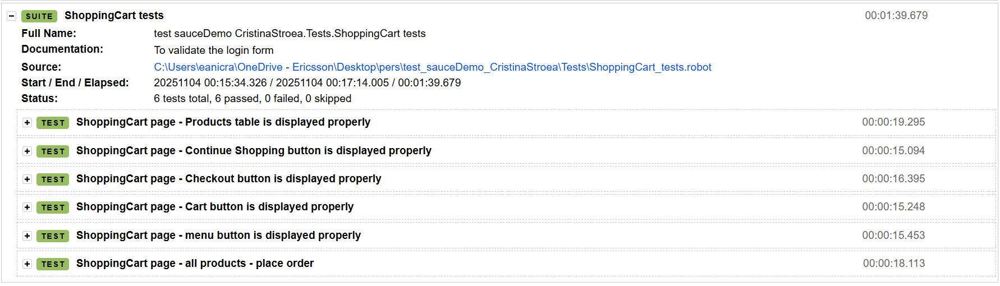 SUITE ShoppingCart tests 00:01:39.679
Full Name: test sauceDemo CristinaStroea.Tests.ShoppingCart tests
Documentation: To validate the login form
Source: C:\Users\eanicra\OneDrive - Ericsson\Desktop\pers\test_sauceDemo_CristinaStroea\Tests\ShoppingCart_tests.robot
Start / End / Elapsed: 20251104 00:15:34.326 / 20251104 00:17:14.005 / 00:01:39.679
Status: 6 tests total, 6 passed, 0 failed, 0 skipped
TEST ShoppingCart page - Products table is displayed properly 00:00:19.295
TEST ShoppingCart page - Continue Shopping button is displayed properly 00:00:15.094
TEST ShoppingCart page - Checkout button is displayed properly 00:00:16.395
TEST ShoppingCart page - Cart button is displayed properly 00:00:15.248
TEST ShoppingCart page - menu button is displayed properly 00:00:15.453
TEST ShoppingCart page - all products - place order 00:00:18.113